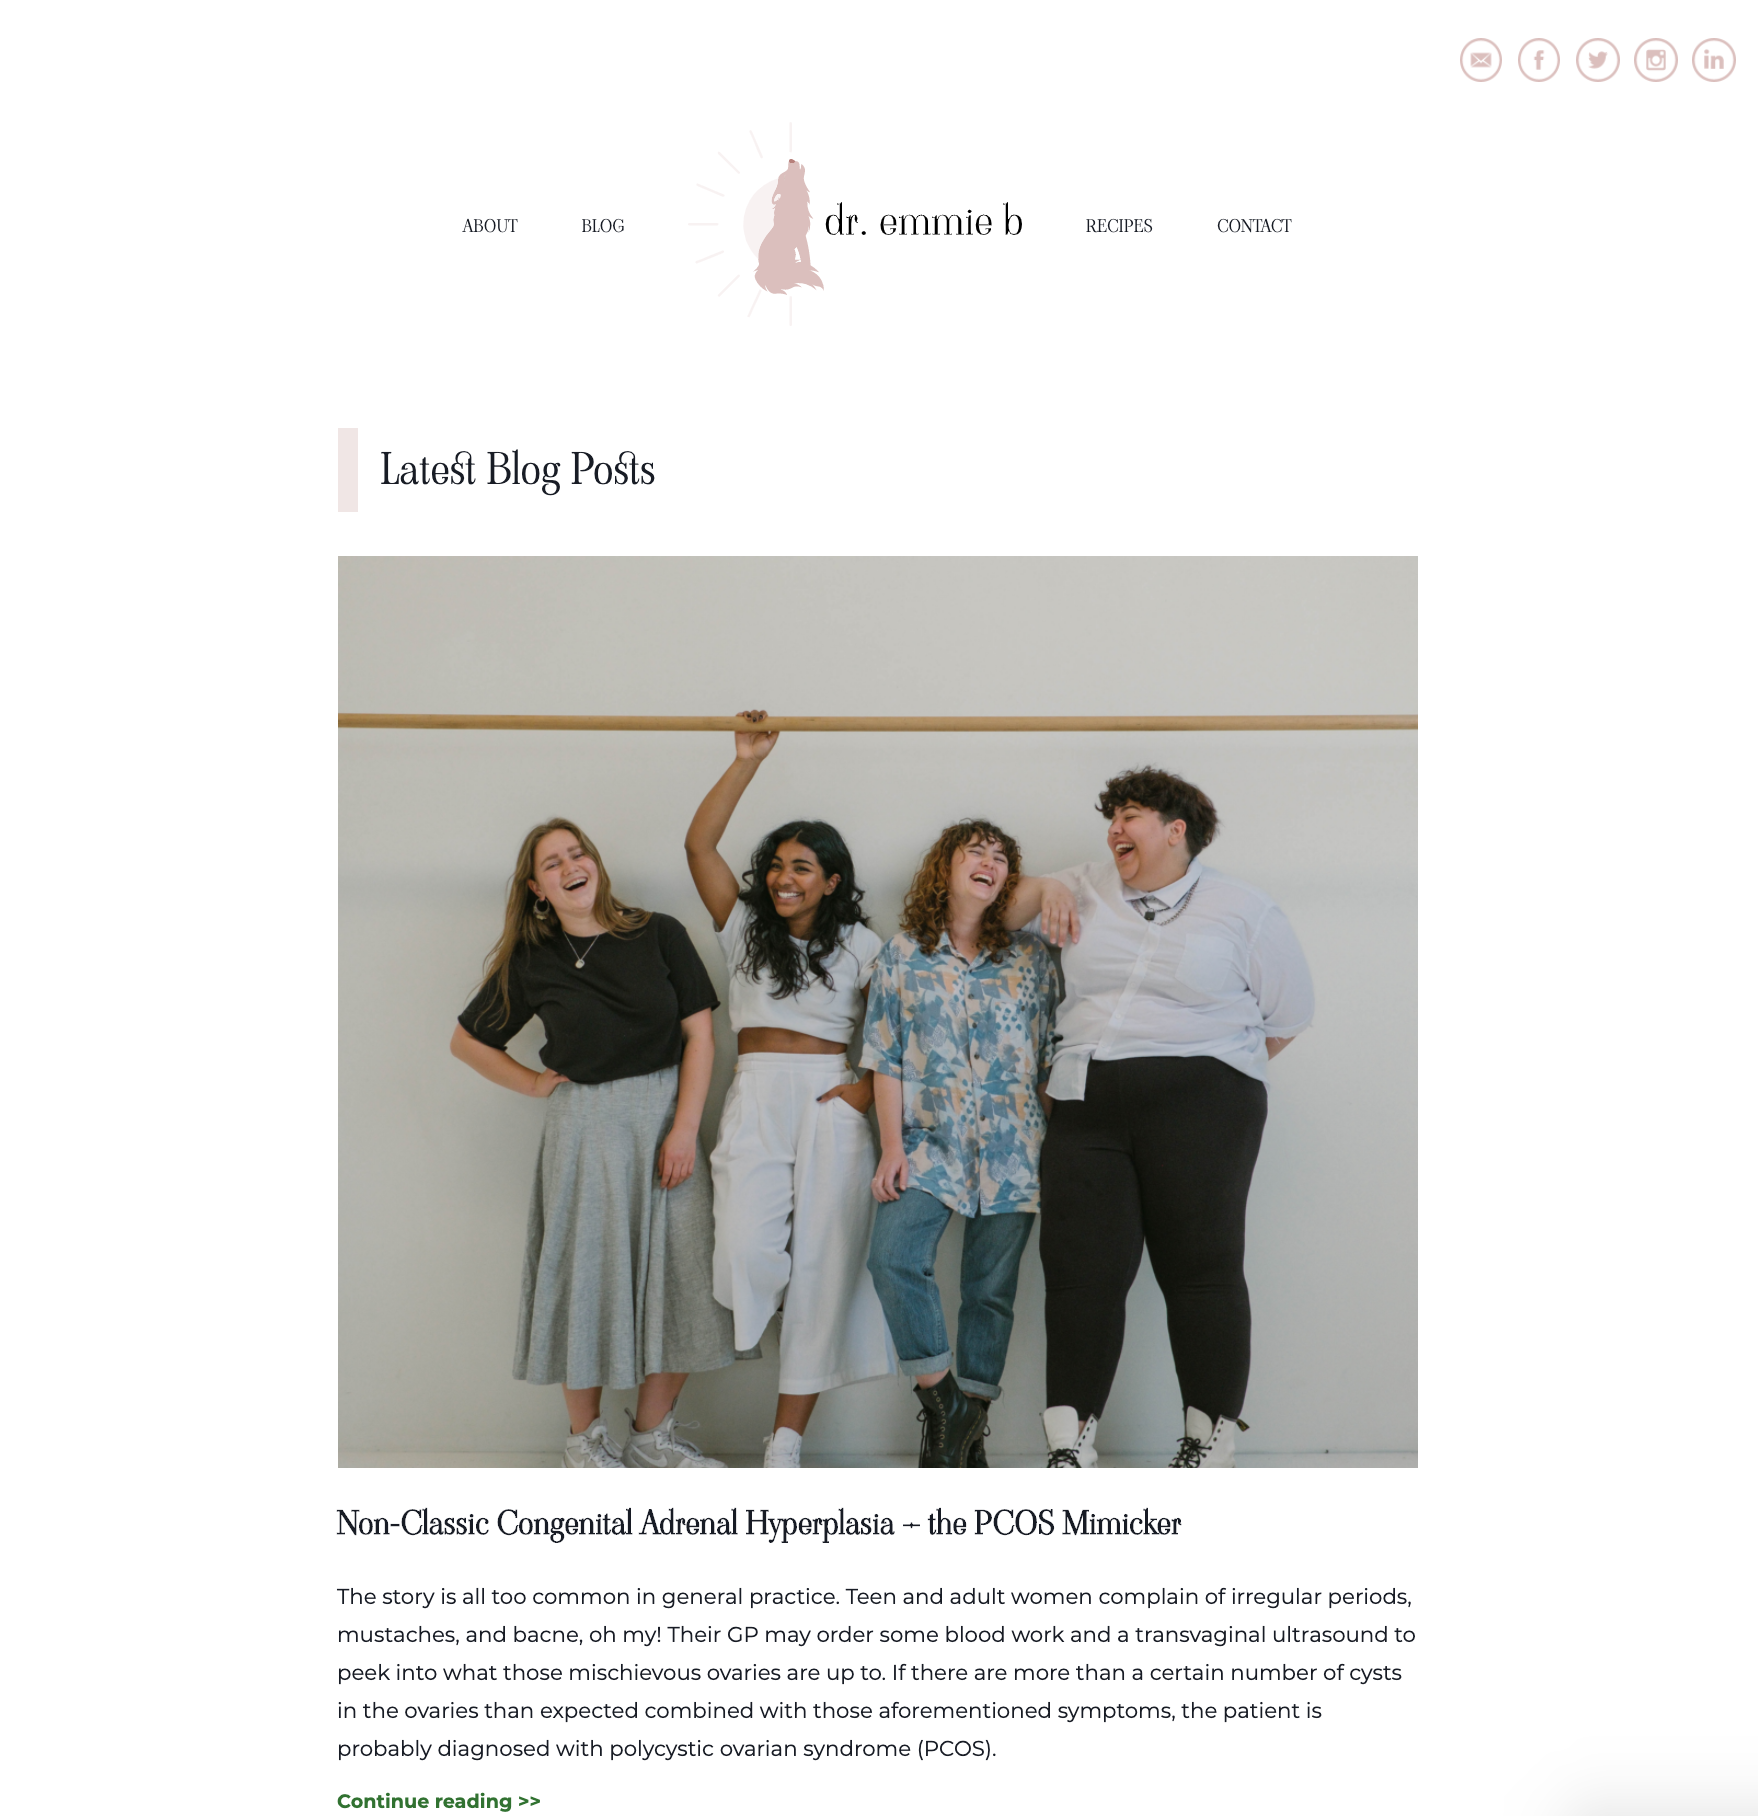 ABOUT BLOG dr. emmie b RECIPES CONTACT
Latest Blog Posts
Non-Classic Congenital Adrenal Hyperplasia – the PCOS Mimicker
The story is all too common in general practice. Teen and adult women complain of irregular periods,
mustaches, and bacne, oh my! Their GP may order some blood work and a transvaginal ultrasound to
peek into what those mischievous ovaries are up to. If there are more than a certain number of cysts
in the ovaries than expected combined with those aforementioned symptoms, the patient is
probably diagnosed with polycystic ovarian syndrome (PCOS).
Continue reading >>